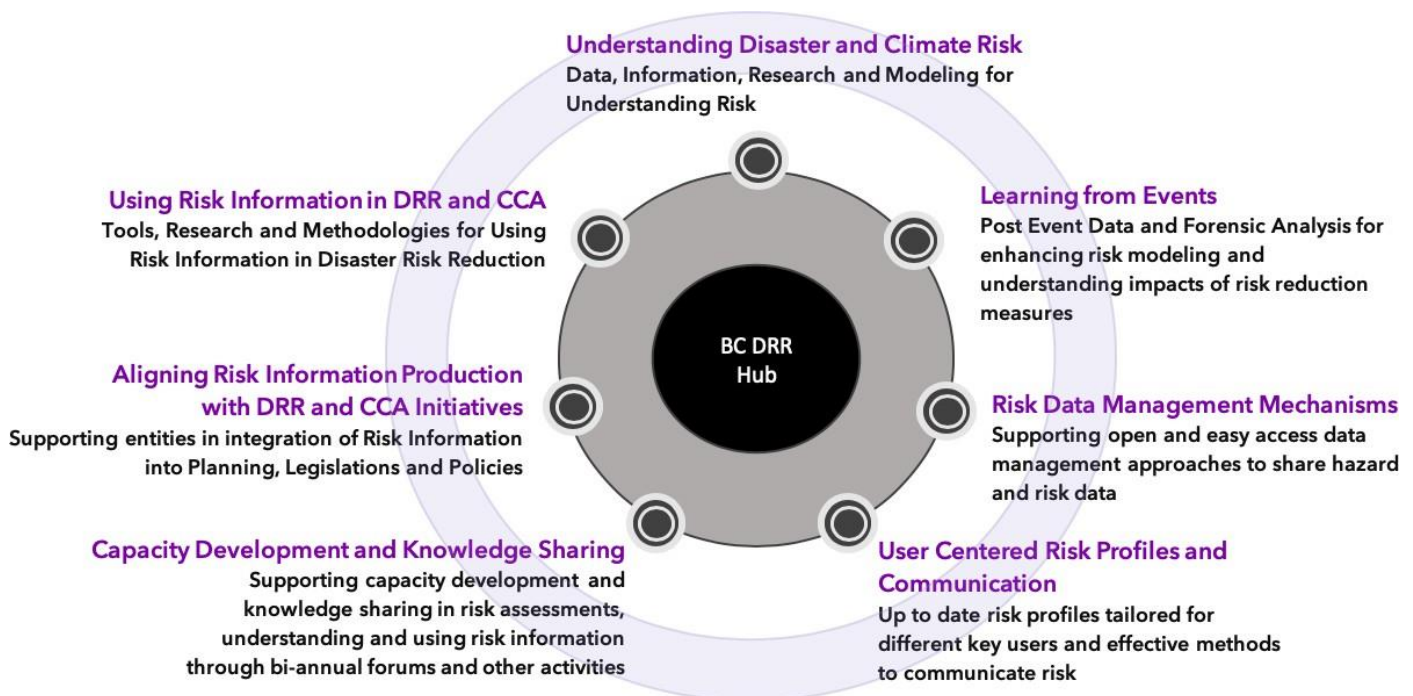 Understanding Disaster and Climate Risk
Data, Information, Research and Modeling for
Understanding Risk
Learning from Events
Post Event Data and Forensic Analysis for
enhancing risk modeling and
understanding impacts of risk reduction
measures
Risk Data Management Mechanisms
Supporting open and easy access data
management approaches to share hazard
and risk data
User Centered Risk Profiles and
Communication
Up to date risk profiles tailored for
different key users and effective methods
to communicate risk
Capacity Development and Knowledge Sharing
Supporting capacity development and
knowledge sharing in risk assessments,
understanding and using risk information
through bi-annual forums and other activities
Aligning Risk Information Production
with DRR and CCA Initiatives
Supporting entities in integration of Risk Information
into Planning, Legislations and Policies
Using Risk Information in DRR and CCA
Tools, Research and Methodologies for Using
Risk Information in Disaster Risk Reduction
BC DRR
Hub